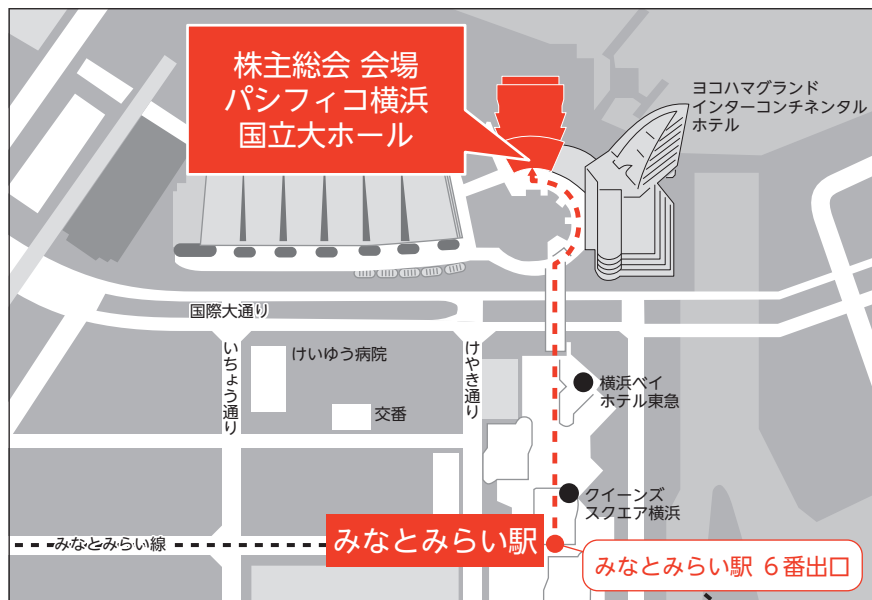 株主総会 会場
パシフィコ横浜
国立大ホール
ヨコハマグランド
インターコンチネンタル
ホテル
国際大通り
いちょう通り
けいゆう病院
けやき通り
横浜ベイ
ホテル東急
交番
クイーンズ
スクエア横浜
みなとみらい線
みなとみらい駅
みなとみらい駅 6番出口